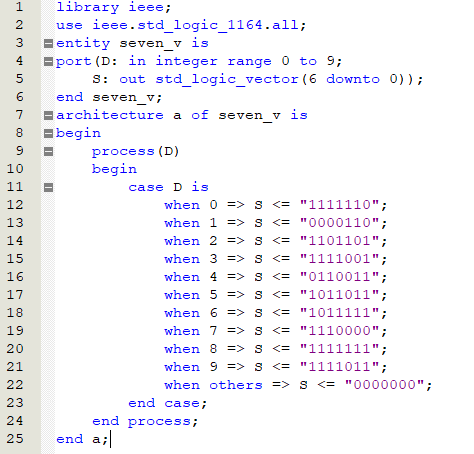 1 library ieee;
2 use ieee.std_logic_1164.all;
3 entity seven_v is
4 port(D: in integer range 0 to 9;
5 S: out std_logic_vector(6 downto 0));
6 end seven_v;
7 architecture a of seven_v is
8 begin
9 process(D)
10 begin
11 case D is
12 when 0 => S <= "1111110";
13 when 1 => S <= "0000110";
14 when 2 => S <= "1101101";
15 when 3 => S <= "1111001";
16 when 4 => S <= "0110011";
17 when 5 => S <= "1011011";
18 when 6 => S <= "1011111";
19 when 7 => S <= "1110000";
20 when 8 => S <= "1111111";
21 when 9 => S <= "1111011";
22 when others => S <= "0000000";
23 end case;
24 end process;
25 end a;